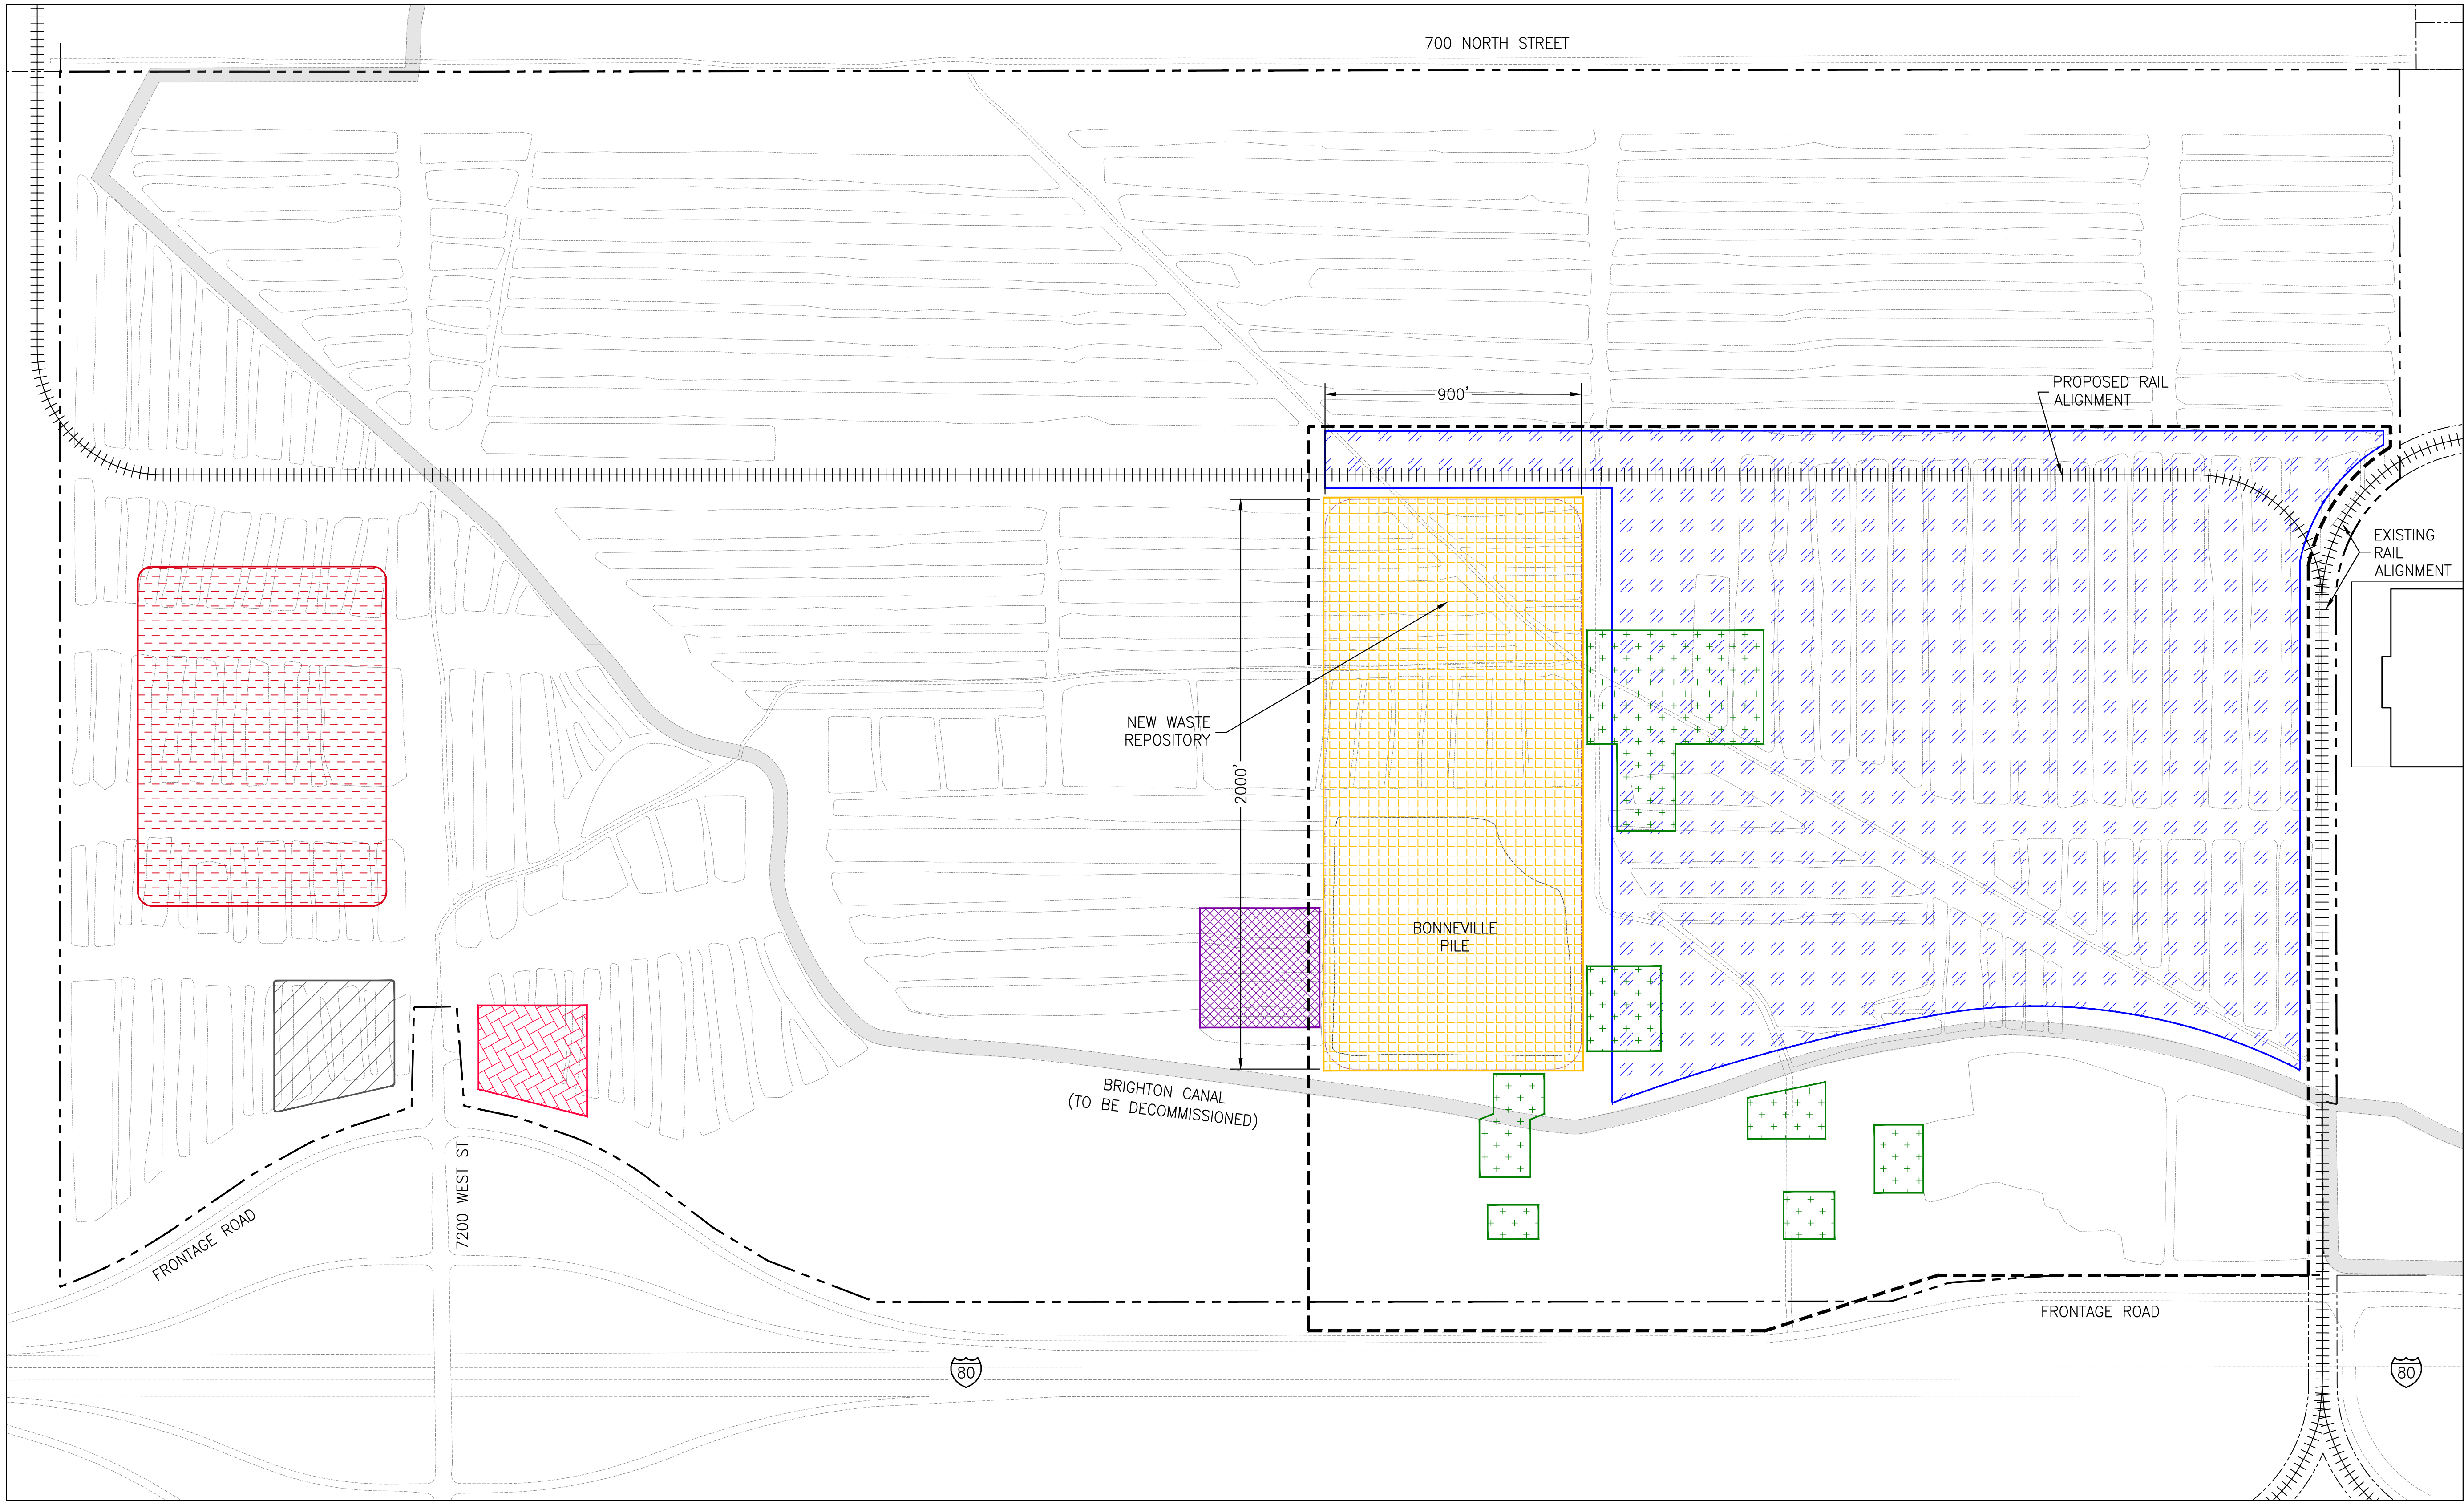 700 NORTH STREET
PROPOSED RAIL
ALIGNMENT
900'
EXISTING
RAIL
ALIGNMENT
NEW WASTE
REPOSITORY
2000'
BONNEVILLE
PILE
BRIGHTON CANAL
(TO BE DECOMMISSIONED)
7200 WEST ST
FRONTAGE ROAD
FRONTAGE ROAD
80
80